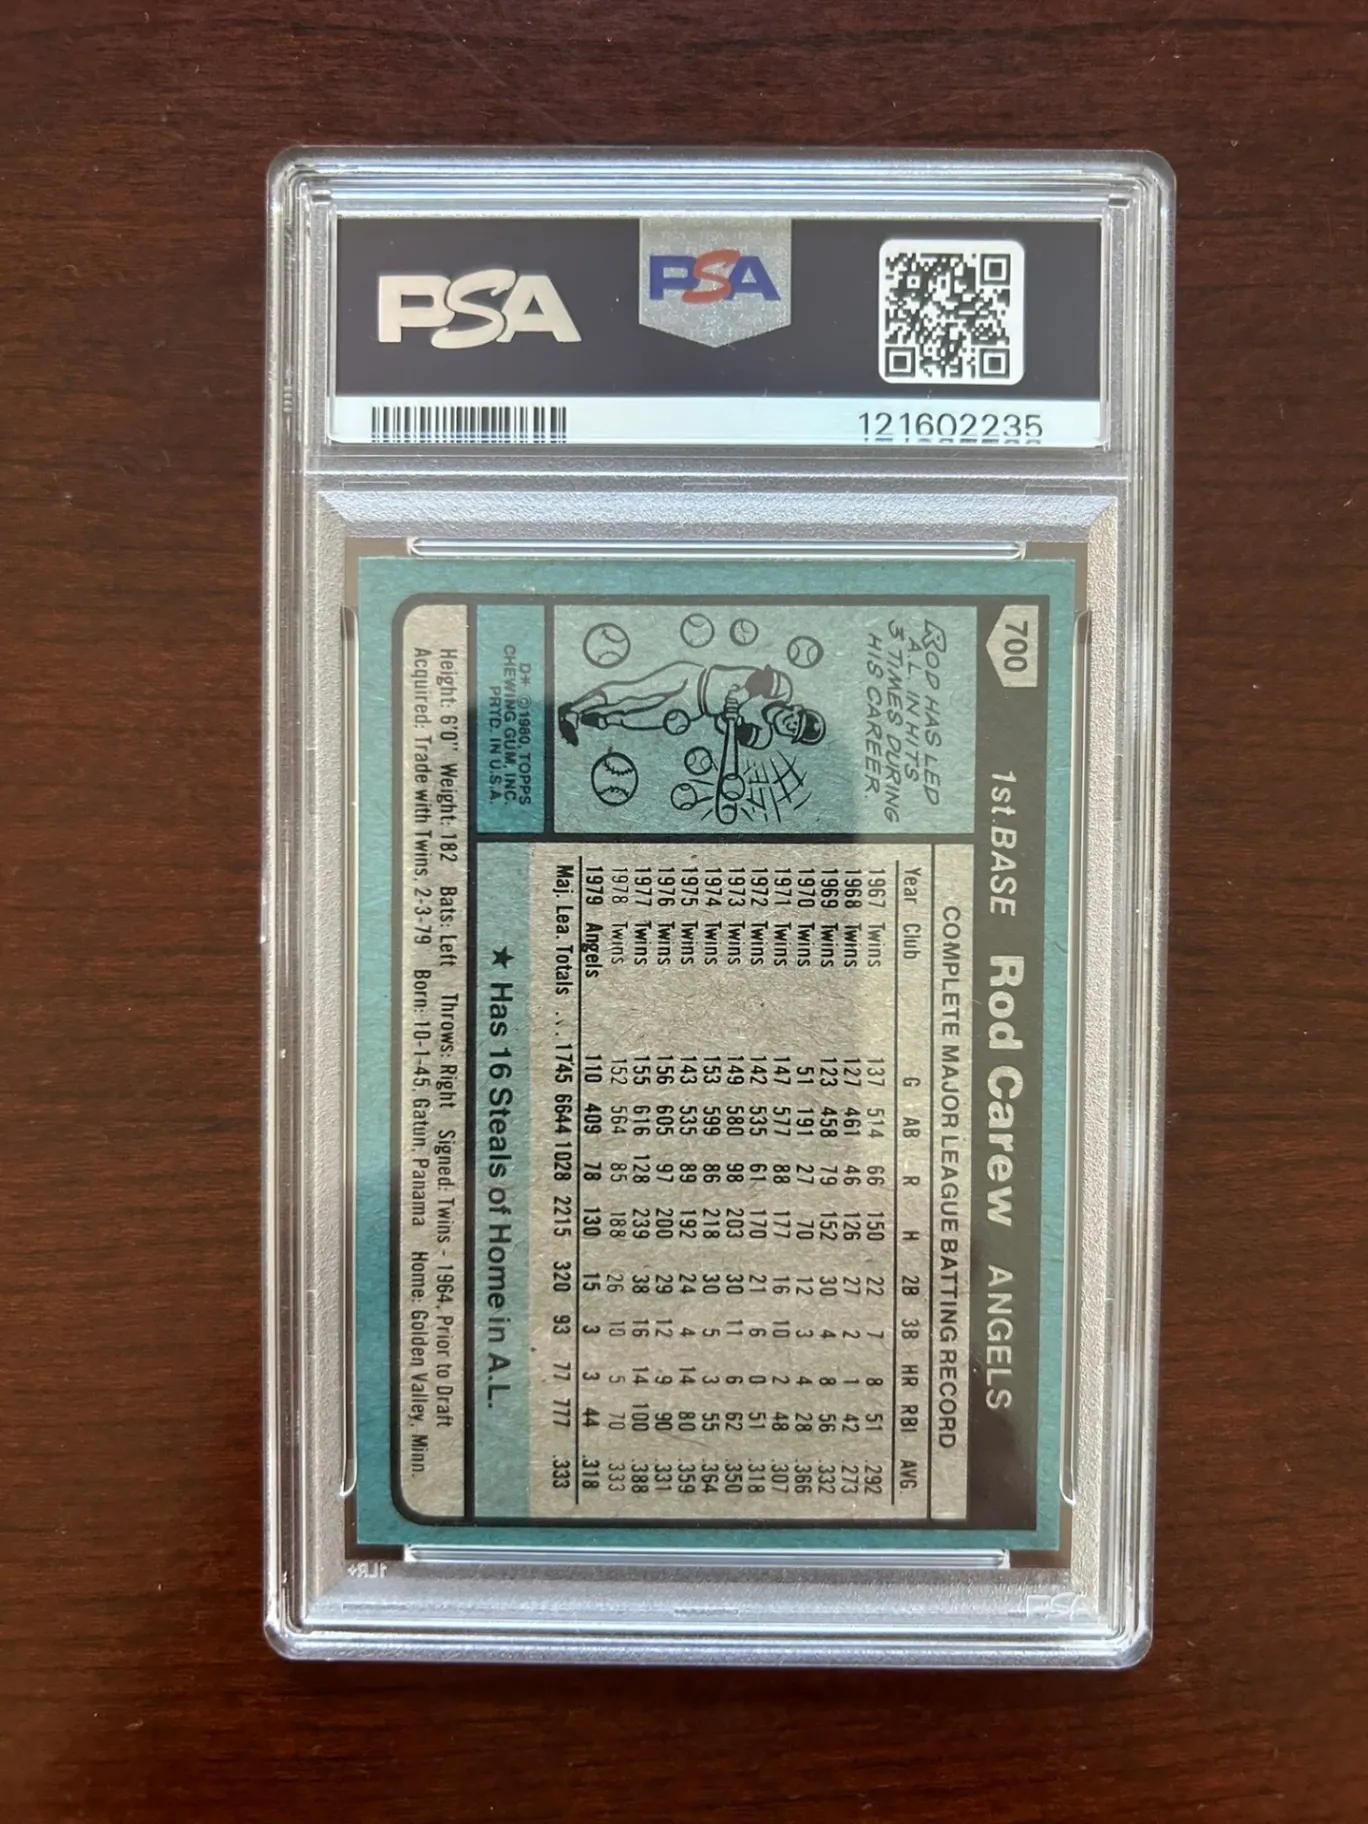 PSA
PSA
121602235
700
1st.BASE Rod Carew ANGELS
ROD HAS LED
A.L. IN HITS
3 TIMES DURING
HIS CAREER
D* ©1980, TOPPS
CHEWING GUM, INC.
PRTD. IN U.S.A.
COMPLETE MAJOR LEAGUE BATTING RECORD
Year Club G AB R H 2B 3B HR RBI AVG.
1967 Twins 137 514 66 150 22 7 8 51 .292
1968 Twins 127 461 46 126 27 2 1 42 .273
1969 Twins 123 458 79 152 30 4 8 56 .332
1970 Twins 51 191 27 70 12 3 4 28 .366
1971 Twins 147 577 88 177 16 10 2 48 .307
1972 Twins 142 535 61 170 21 6 0 51 .318
1973 Twins 149 580 98 203 30 11 6 62 .350
1974 Twins 153 599 86 218 30 5 3 55 .364
1975 Twins 143 535 89 192 24 4 14 80 .359
1976 Twins 156 605 97 200 29 12 9 90 .331
1977 Twins 155 616 128 239 38 16 14 100 .388
1978 Twins 152 564 85 188 26 10 5 70 .333
1979 Angels 110 409 78 130 15 3 3 44 .318
Maj. Lea. Totals . . . 1745 6644 1028 2215 320 93 77 777 .333
★ Has 16 Steals of Home in A.L.
Height: 6'0" Weight: 182 Bats: Left Throws: Right Signed: Twins - 1964, Prior to Draft
Acquired: Trade with Twins, 2-3-79 Born: 10-1-45, Gatun, Panama Home: Golden Valley, Minn.
1LR+
PSA